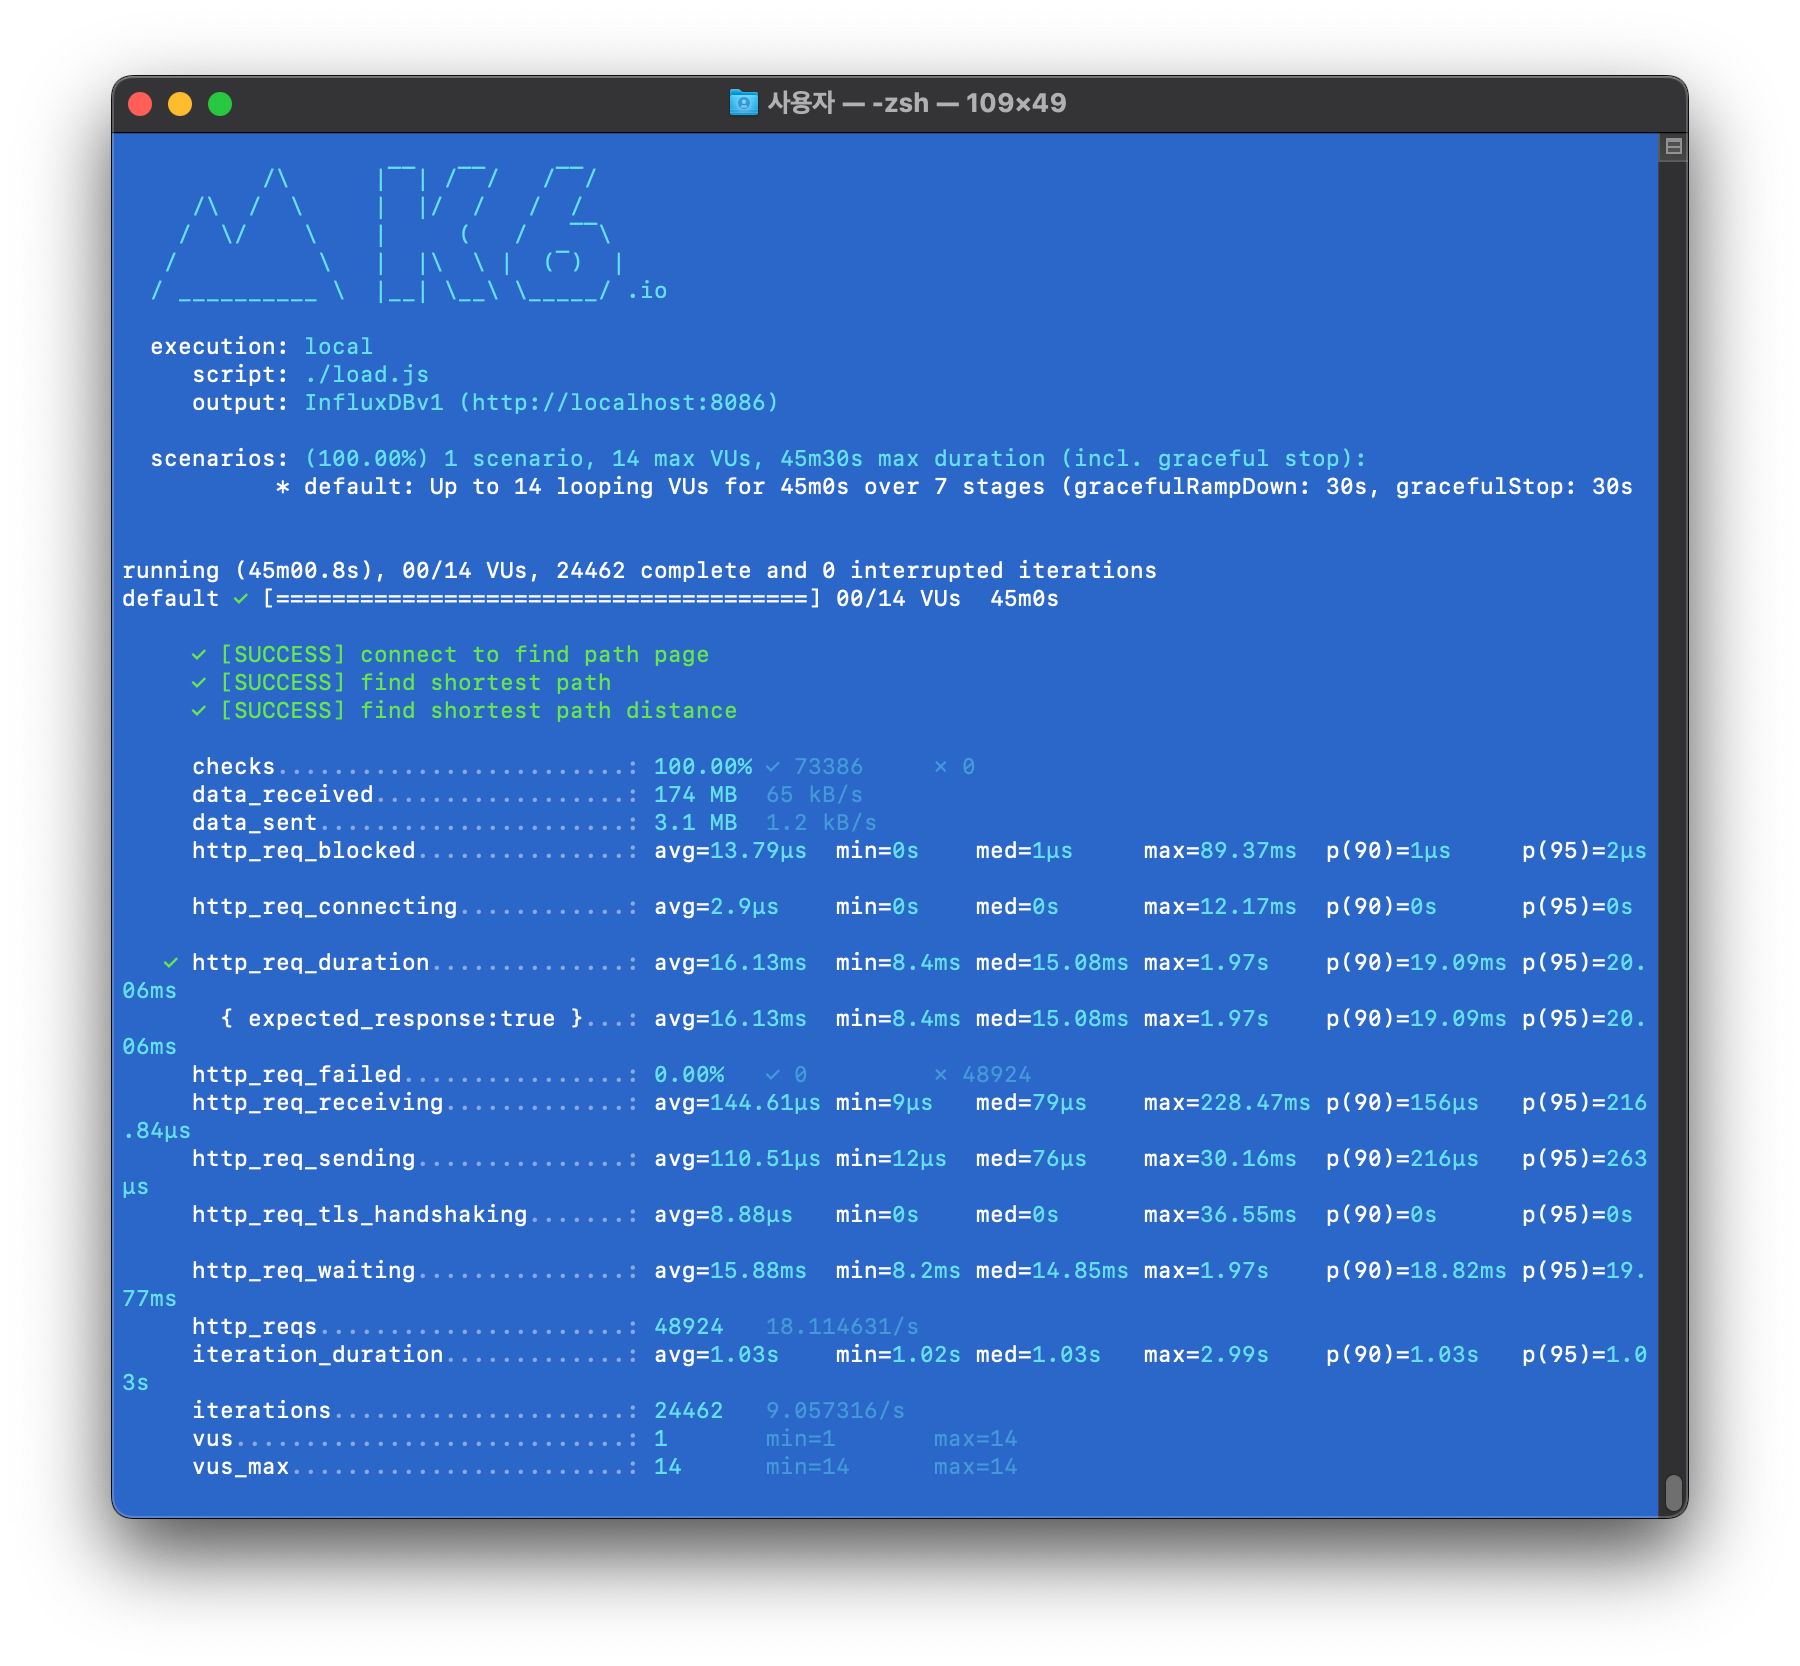 사용자 — -zsh — 109×49
.io
execution: local
script: ./load.js
output: InfluxDBv1 (http://localhost:8086)
scenarios: (100.00%) 1 scenario, 14 max VUs, 45m30s max duration (incl. graceful stop):
* default: Up to 14 looping VUs for 45m0s over 7 stages (gracefulRampDown: 30s, gracefulStop: 30s
running (45m00.8s), 00/14 VUs, 24462 complete and 0 interrupted iterations
default ✓ [======================================] 00/14 VUs  45m0s
✓ [SUCCESS] connect to find path page
✓ [SUCCESS] find shortest path
✓ [SUCCESS] find shortest path distance
checks.........................: 100.00% ✓ 73386     ✗ 0
data_received..................: 174 MB  65 kB/s
data_sent......................: 3.1 MB  1.2 kB/s
http_req_blocked...............: avg=13.79µs  min=0s    med=1µs     max=89.37ms  p(90)=1µs     p(95)=2µs
http_req_connecting............: avg=2.9µs    min=0s    med=0s      max=12.17ms  p(90)=0s      p(95)=0s
✓ http_req_duration..............: avg=16.13ms  min=8.4ms med=15.08ms max=1.97s    p(90)=19.09ms p(95)=20.
06ms
{ expected_response:true }...: avg=16.13ms  min=8.4ms med=15.08ms max=1.97s    p(90)=19.09ms p(95)=20.
06ms
http_req_failed................: 0.00%   ✓ 0         ✗ 48924
http_req_receiving.............: avg=144.61µs min=9µs   med=79µs    max=228.47ms p(90)=156µs   p(95)=216
.84µs
http_req_sending...............: avg=110.51µs min=12µs  med=76µs    max=30.16ms  p(90)=216µs   p(95)=263
µs
http_req_tls_handshaking.......: avg=8.88µs   min=0s    med=0s      max=36.55ms  p(90)=0s      p(95)=0s
http_req_waiting...............: avg=15.88ms  min=8.2ms med=14.85ms max=1.97s    p(90)=18.82ms p(95)=19.
77ms
http_reqs......................: 48924   18.114631/s
iteration_duration.............: avg=1.03s    min=1.02s med=1.03s   max=2.99s    p(90)=1.03s   p(95)=1.0
3s
iterations.....................: 24462   9.057316/s
vus............................: 1       min=1       max=14
vus_max........................: 14      min=14      max=14